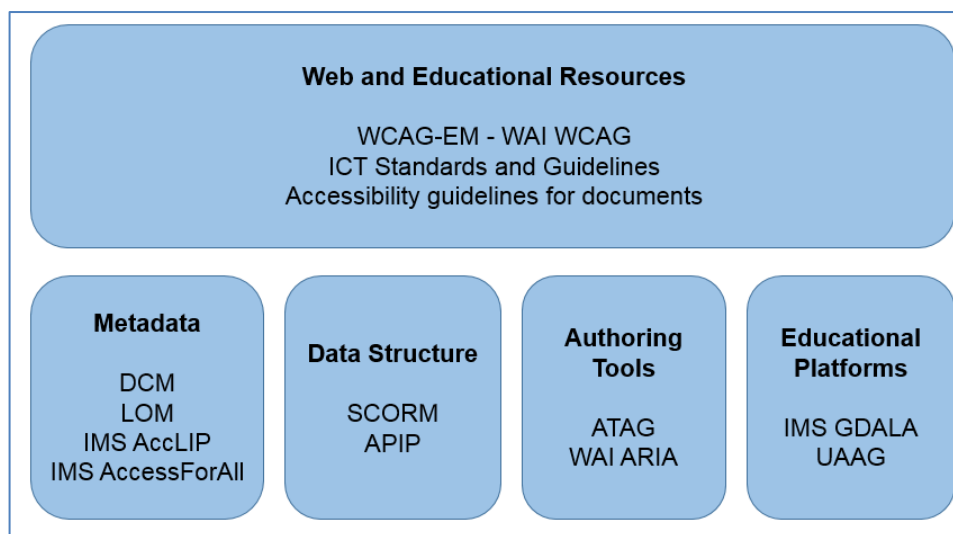 Web and Educational Resources
WCAG-EM - WAI WCAG
ICT Standards and Guidelines
Accessibility guidelines for documents
Metadata
DCM
LOM
IMS AccLIP
IMS AccessForAll
Data Structure
SCORM
APIP
Authoring
Tools
ATAG
WAI ARIA
Educational
Platforms
IMS GDALA
UAAG